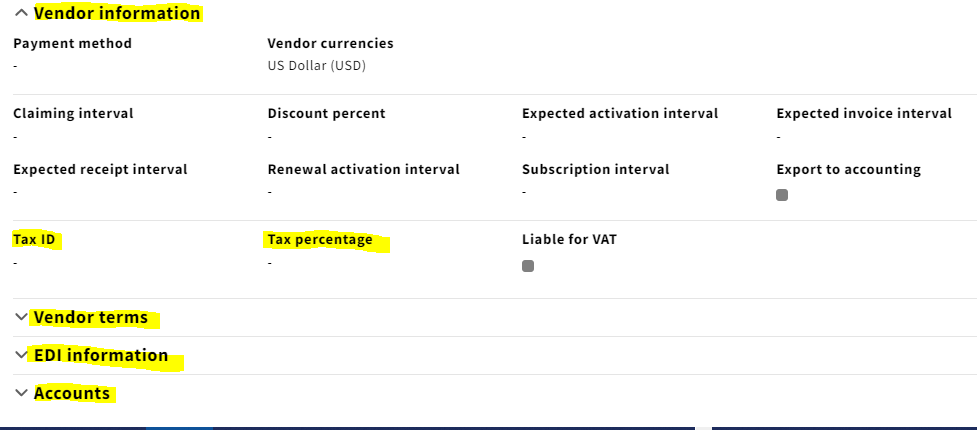 Vendor information
Payment method Vendor currencies
- US Dollar (USD)
Claiming interval Discount percent Expected activation interval Expected invoice interval
- - - -
Expected receipt interval Renewal activation interval Subscription interval Export to accounting
- - -
Tax ID Tax percentage Liable for VAT
- -
Vendor terms
EDI information
Accounts